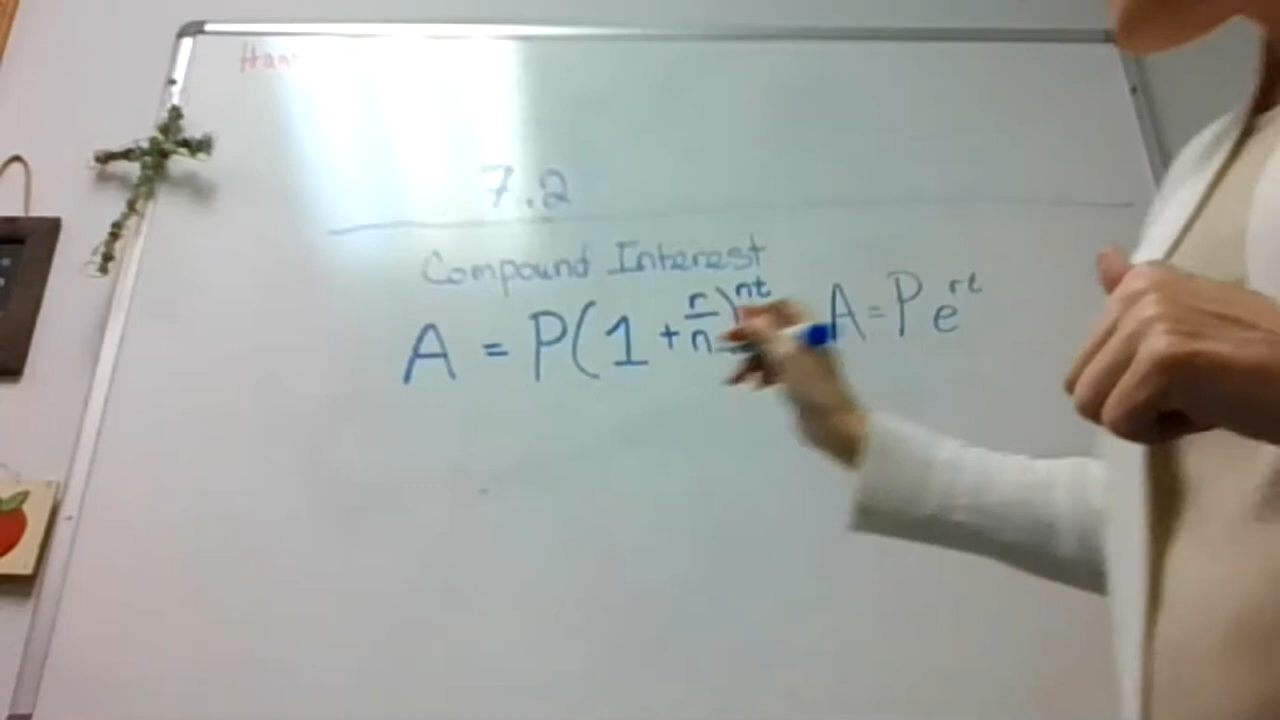 7.2
Compound Interest
A = P(1 + r/n)^nt A = Pe^rt